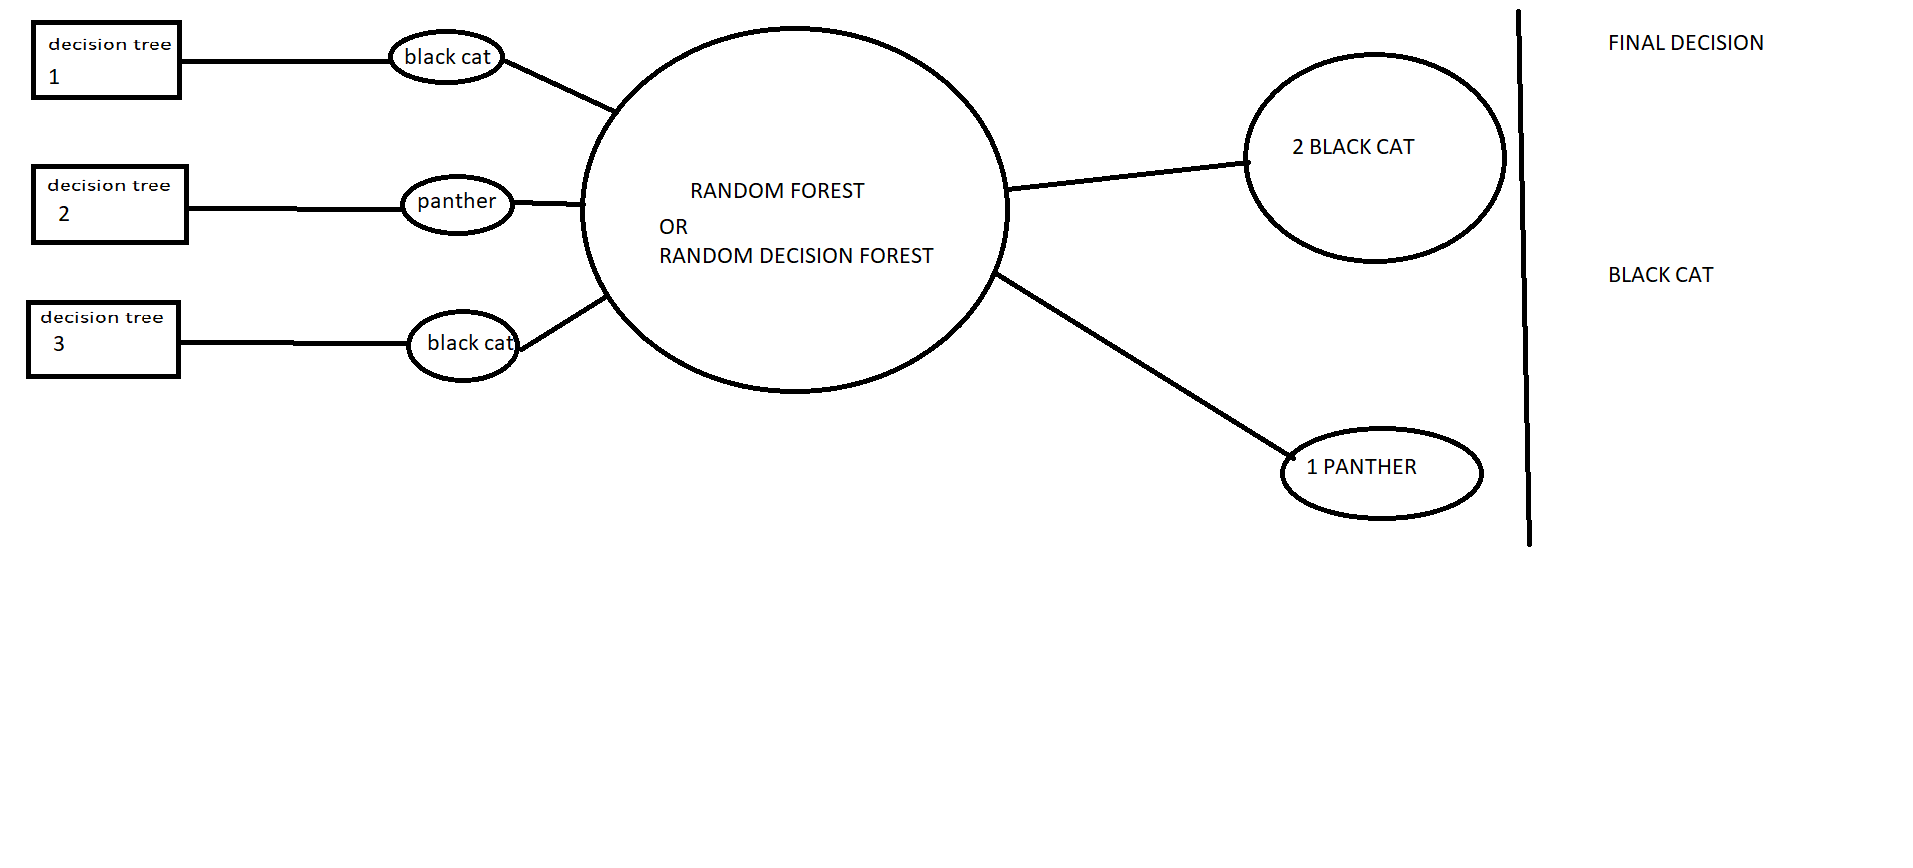 decision tree
1
black cat
decision tree
2
panther
decision tree
3
black cat
RANDOM FOREST
OR
RANDOM DECISION FOREST
2 BLACK CAT
1 PANTHER
FINAL DECISION
BLACK CAT